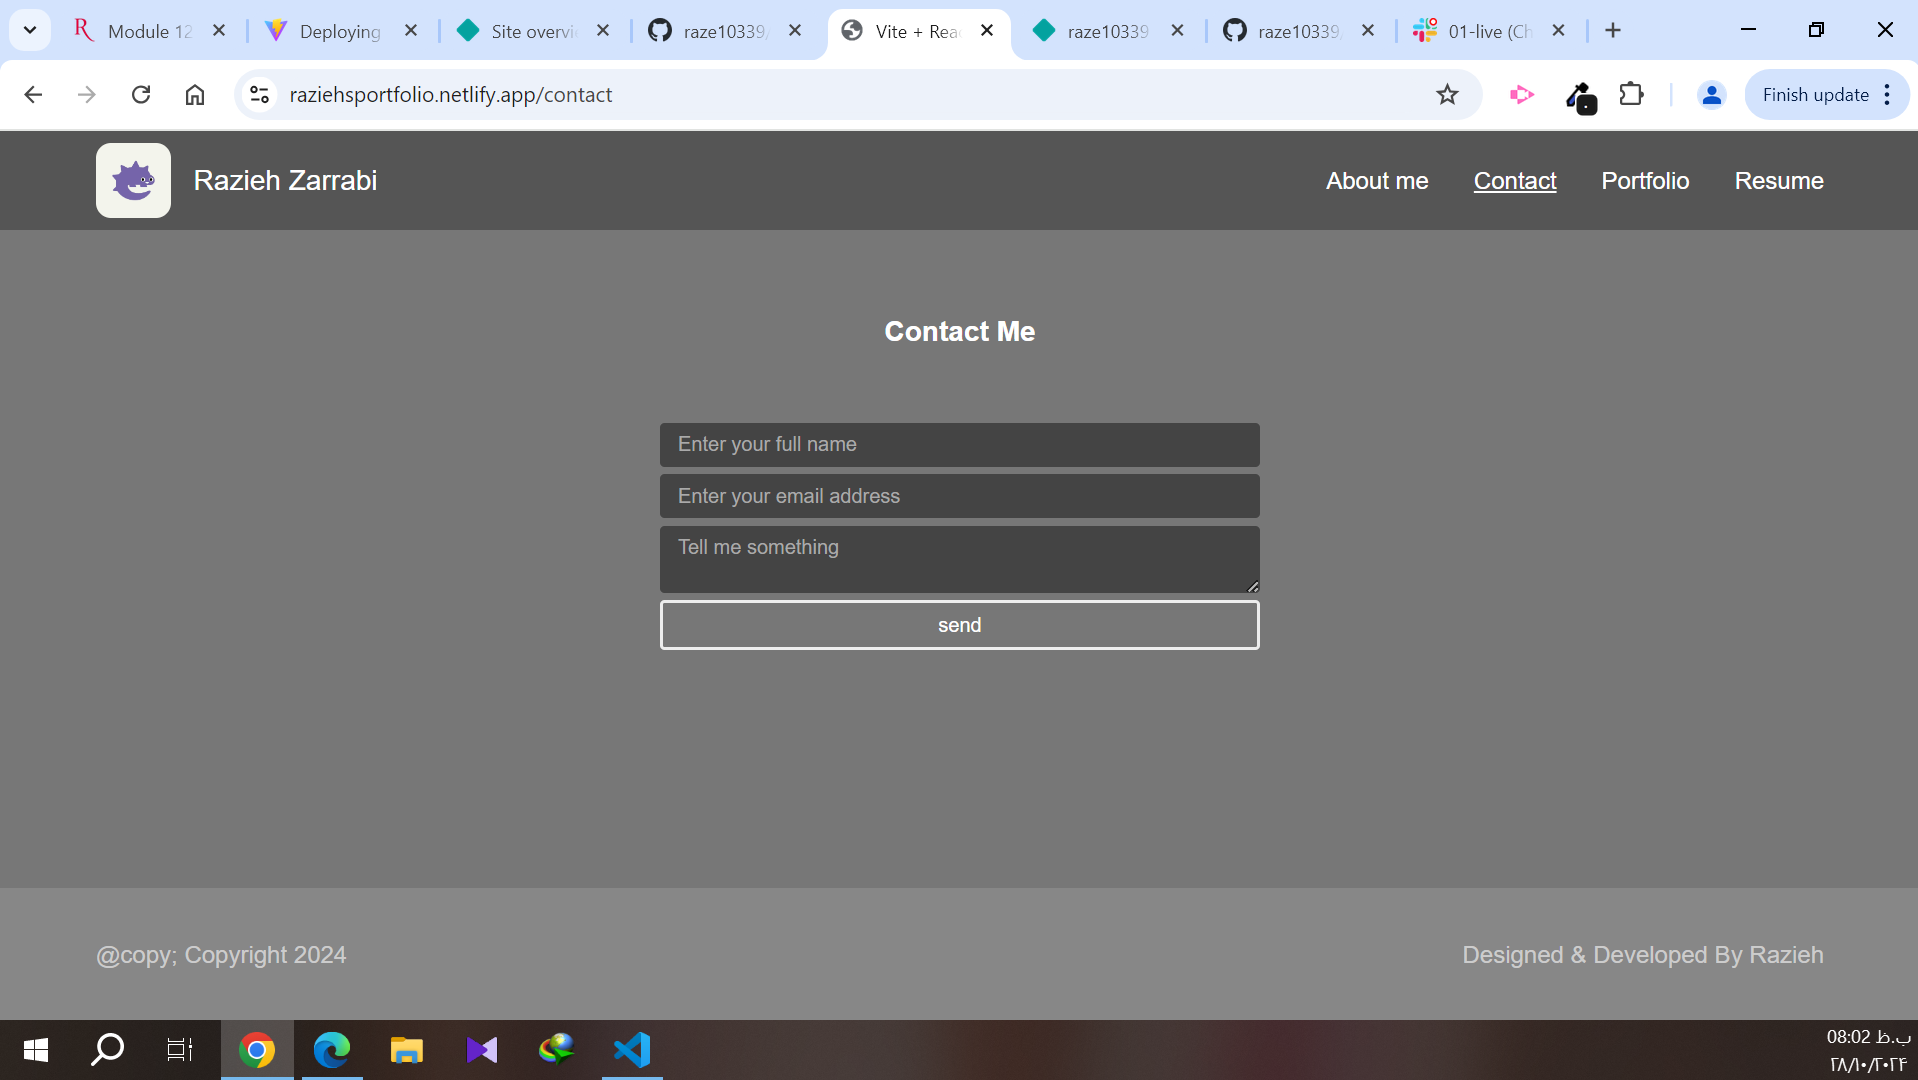 Module 12
Deploying
Site overvi
raze10339/
Vite + Rea
raze10339
raze10339/
01-live (Ch
raziehsportfolio.netlify.app/contact
Finish update
Razieh Zarrabi
About me
Contact
Portfolio
Resume
Contact Me
Enter your full name
Enter your email address
Tell me something
send
@copy; Copyright 2024
Designed & Developed By Razieh
08:02 ب.ظ
۲۸/۱۰/۲۰۲۴